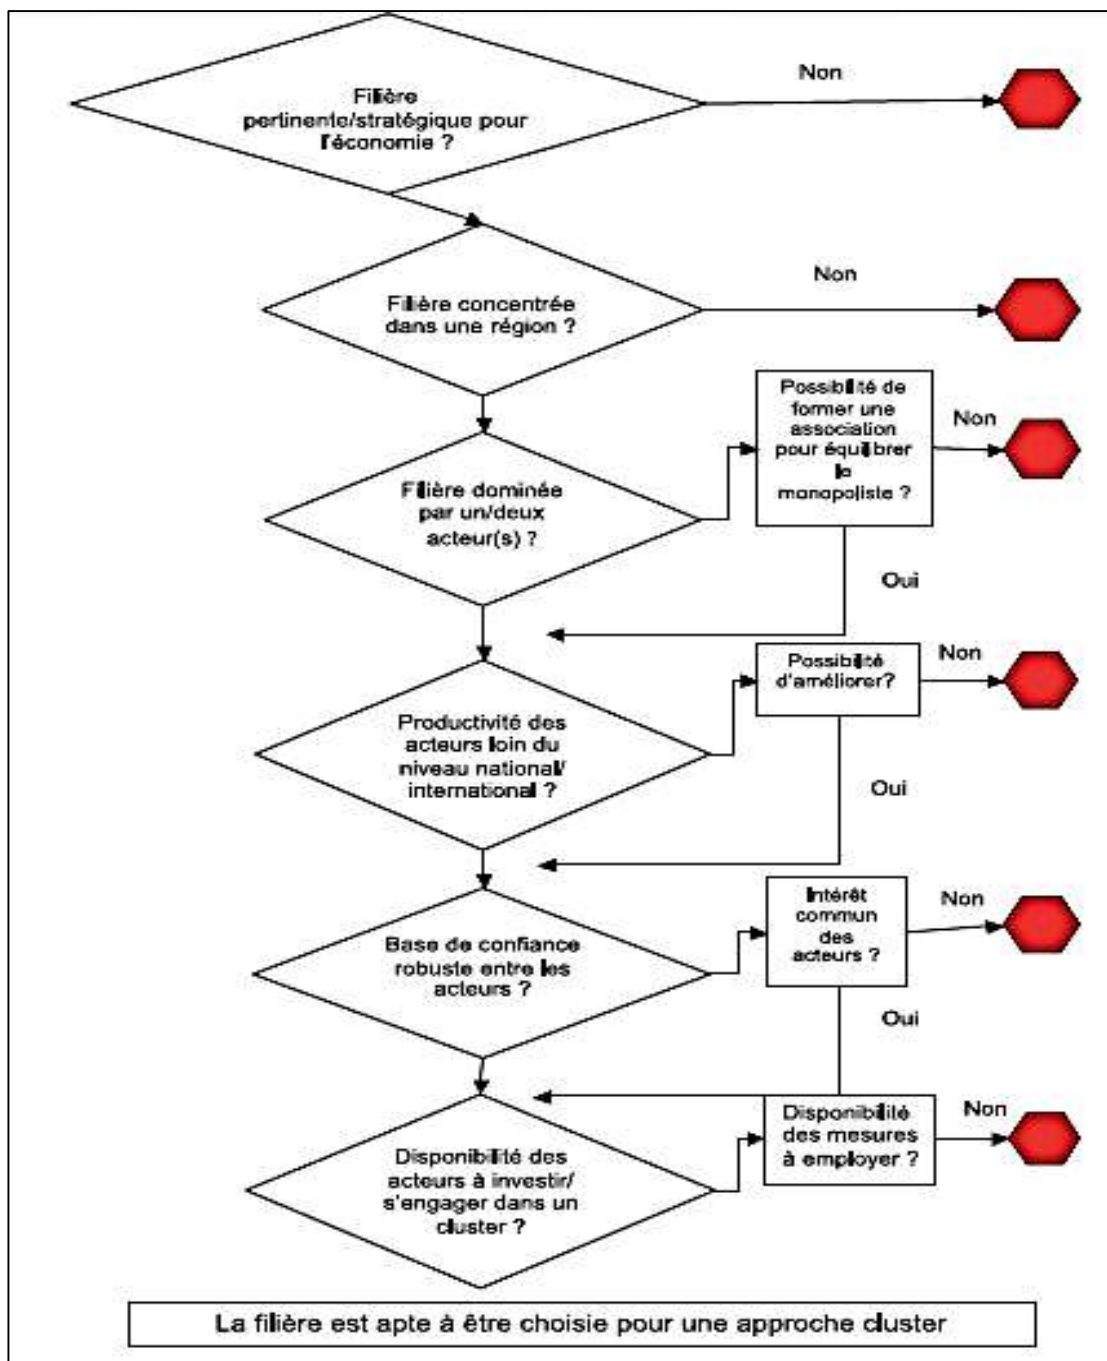 Non
Filière
pertinente/stratégique pour
l'économie ?
Non
Filière concentrée
dans une région ?
Possibilité de
former une
association
pour équilibrer
le
monopoliste ?
Non
Filière dominée
par un/deux
acteur(s) ?
Oui
Possibilité
d'améliorer?
Non
Productivité des
acteurs loin du
niveau national/
international ?
Oui
Intérêt
commun
des
acteurs ?
Non
Base de confiance
robuste entre les
acteurs ?
Oui
Disponibilité
des mesures
à employer ?
Non
Disponibilité des
acteurs à investir/
s'engager dans un
cluster ?
La filière est apte à être choisie pour une approche cluster